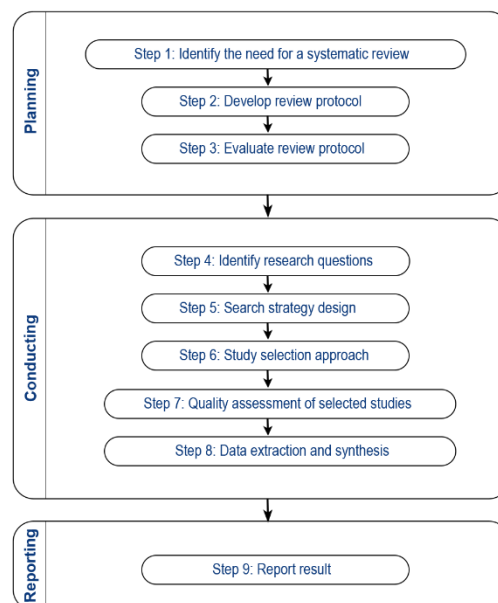 Planning
Step 1: Identify the need for a systematic review
Step 2: Develop review protocol
Step 3: Evaluate review protocol
Conducting
Step 4: Identify research questions
Step 5: Search strategy design
Step 6: Study selection approach
Step 7: Quality assessment of selected studies
Step 8: Data extraction and synthesis
Reporting
Step 9: Report result